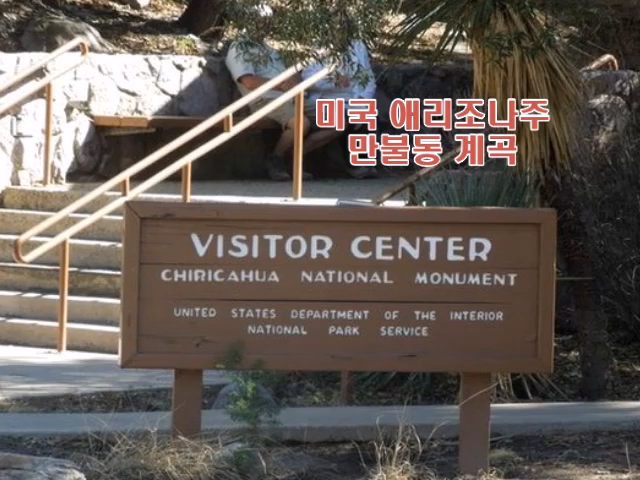 미국 애리조나주
만불동 계곡
VISITOR CENTER
CHIRICAHUA NATIONAL MONUMENT
UNITED STATES DEPARTMENT OF THE INTERIOR
NATIONAL PARK SERVICE